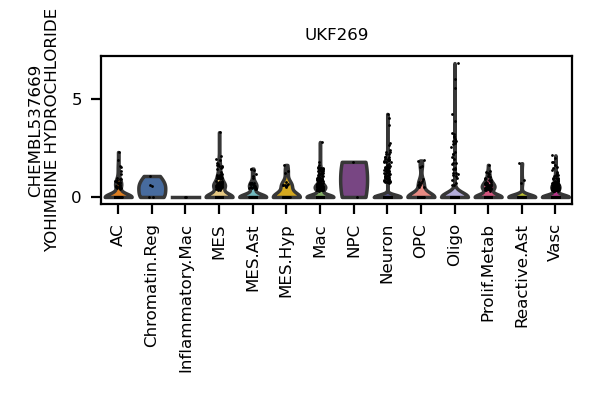 UKF269
CHEMBL537669
YOHIMBINE HYDROCHLORIDE
5
0
AC
Chromatin.Reg
Inflammatory.Mac
MES
MES.Ast
MES.Hyp
Mac
NPC
Neuron
OPC
Oligo
Prolif.Metab
Reactive.Ast
Vasc